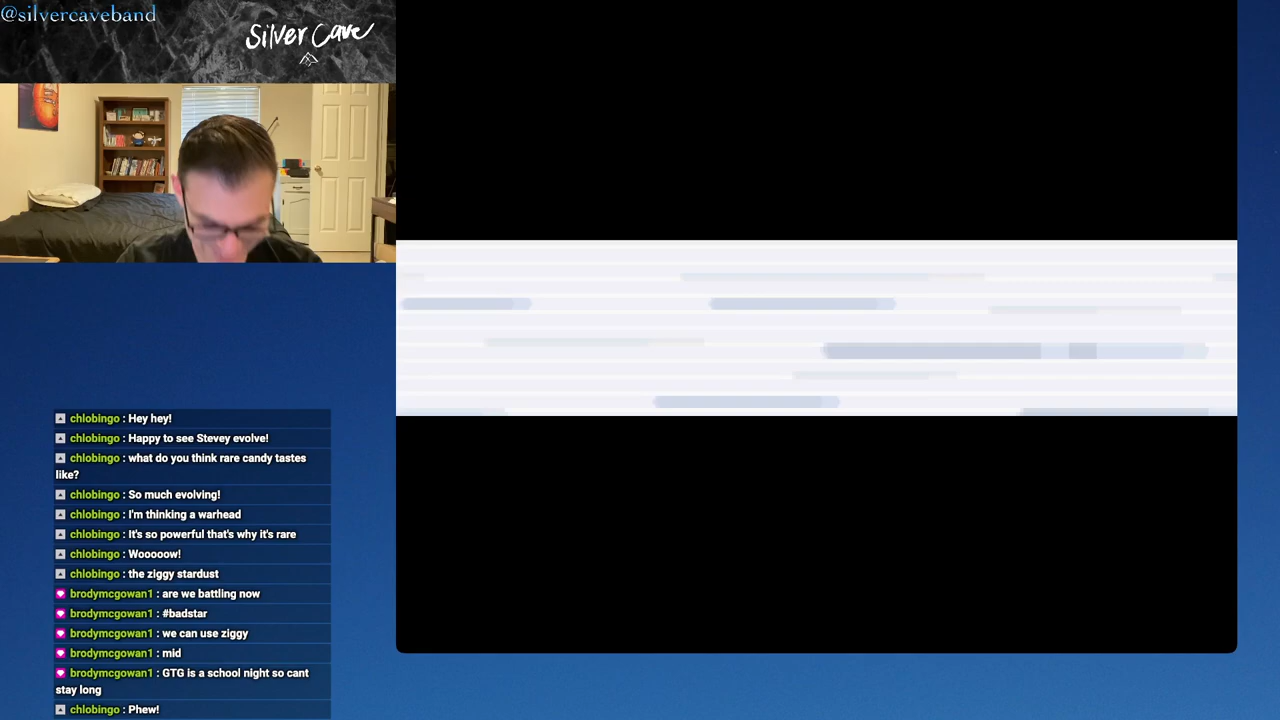 @silvercaveband
Silver Cave
chlobingo : Hey hey!
chlobingo : Happy to see Stevey evolve!
chlobingo : what do you think rare candy tastes
like?
chlobingo : So much evolving!
chlobingo : I'm thinking a warhead
chlobingo : It's so powerful that's why it's rare
chlobingo : Wooooow!
chlobingo : the ziggy stardust
brodymcgowan1 : are we battling now
brodymcgowan1 : #badstar
brodymcgowan1 : we can use ziggy
brodymcgowan1 : mid
brodymcgowan1 : GTG is a school night so cant
stay long
chlobingo : Phew!